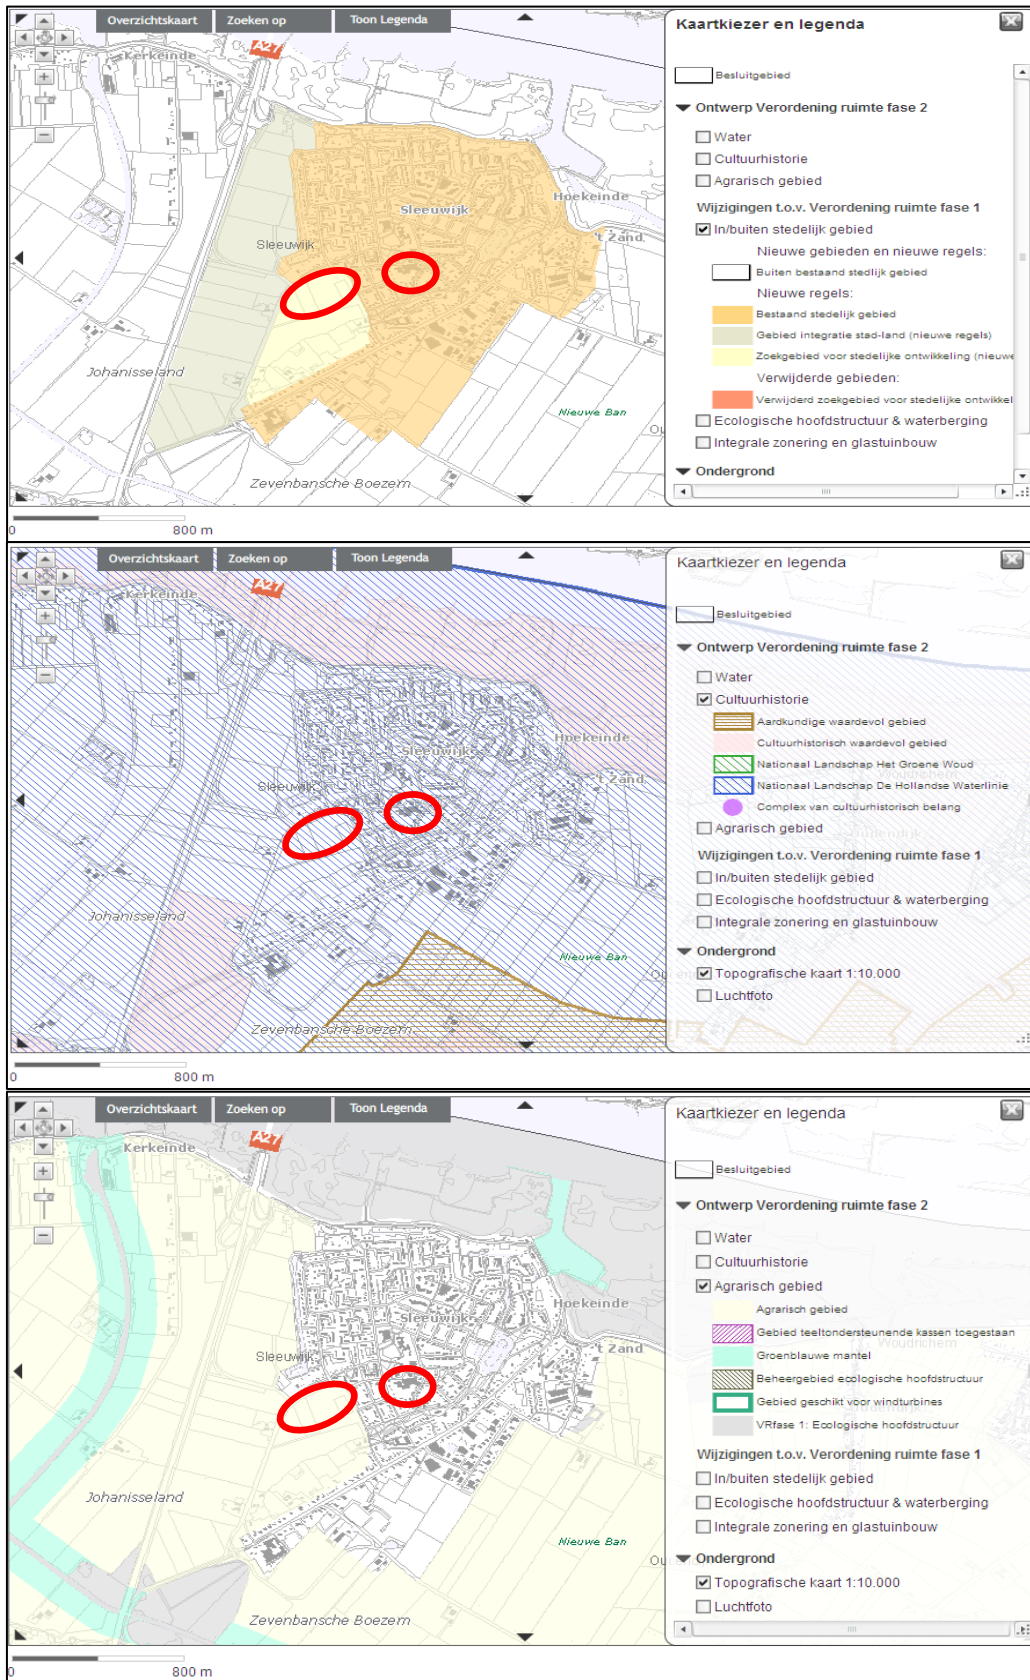 Overzichtskaart Zoeken op Toon Legenda
Kaartkiezer en legenda
Kerkeinde
A27
Sleeuwijk
Hoekeinde
't Zand
Sleeuwijk
Johannisseland
Nieuwe Ban
Ou
Zevenbansche Boezem
0 800 m
Besluitgebied
Ontwerp Verordening ruimte fase 2
Water
Cultuurhistorie
Agrarisch gebied
Wijzigingen t.o.v. Verordening ruimte fase 1
In/buiten stedelijk gebied
Nieuwe gebieden en nieuwe regels:
Buiten bestaand stedlijk gebied
Nieuwe regels:
Bestaand stedelijk gebied
Gebied integratie stad-land (nieuwe regels)
Zoekgebied voor stedelijke ontwikkeling (nieuwe
Verwijderde gebieden:
Verwijderd zoekgebied voor stedelijke ontwikkel
Ecologische hoofdstructuur & waterberging
Integrale zonering en glastuinbouw
Ondergrond
Overzichtskaart Zoeken op Toon Legenda
Kaartkiezer en legenda
Kerkeinde
A27
Sleeuwijk
Hoekeinde
't Zand
Sleeuwijk
Johannisseland
Nieuwe Ban
Zevenbansche Boezem
0 800 m
Besluitgebied
Ontwerp Verordening ruimte fase 2
Water
Cultuurhistorie
Aardkundige waardevol gebied
Cultuurhistorisch waardevol gebied
Nationaal Landschap Het Groene Woud
Nationaal Landschap De Hollandse Waterlinie
Complex van cultuurhistorisch belang
Agrarisch gebied
Wijzigingen t.o.v. Verordening ruimte fase 1
In/buiten stedelijk gebied
Ecologische hoofdstructuur & waterberging
Integrale zonering en glastuinbouw
Ondergrond
Topografische kaart 1:10.000
Luchtfoto
Woudrichem
Overzichtskaart Zoeken op Toon Legenda
Kaartkiezer en legenda
Kerkeinde
A27
Sleeuwijk
Hoekeinde
't Zand
Sleeuwijk
Johannisseland
Nieuwe Ban
Ou
Zevenbansche Boezem
0 800 m
Besluitgebied
Ontwerp Verordening ruimte fase 2
Water
Cultuurhistorie
Agrarisch gebied
Agrarisch gebied
Gebied teeltondersteunende kassen toegestaan
Groenblauwe mantel
Beheergebied ecologische hoofdstructuur
Gebied geschikt voor windturbines
VRfase 1: Ecologische hoofdstructuur
Wijzigingen t.o.v. Verordening ruimte fase 1
In/buiten stedelijk gebied
Ecologische hoofdstructuur & waterberging
Integrale zonering en glastuinbouw
Ondergrond
Topografische kaart 1:10.000
Luchtfoto
Woudrichem